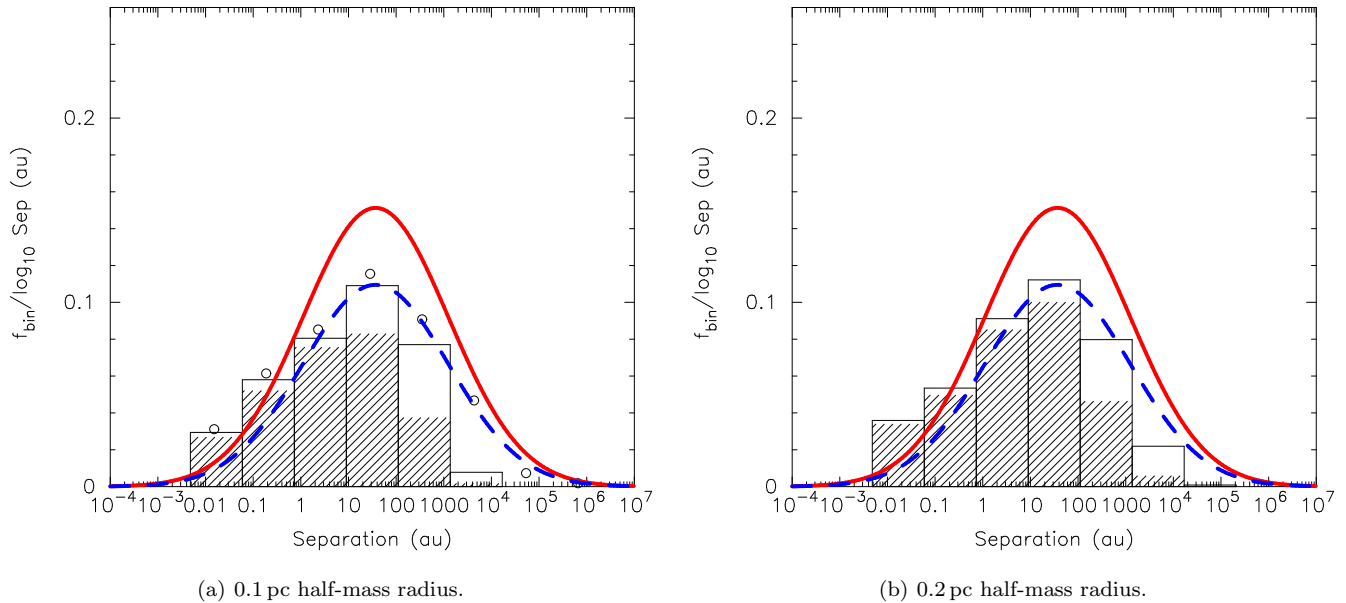 0.2
0.1
0
f_bin/log_10 Sep (au)
10^-4 10^-3 0.01 0.1 1 10 100 1000 10^4 10^5 10^6 10^7
Separation (au)
(a) 0.1 pc half-mass radius.
0.2
0.1
0
f_bin/log_10 Sep (au)
10^-4 10^-3 0.01 0.1 1 10 100 1000 10^4 10^5 10^6 10^7
Separation (au)
(b) 0.2 pc half-mass radius.